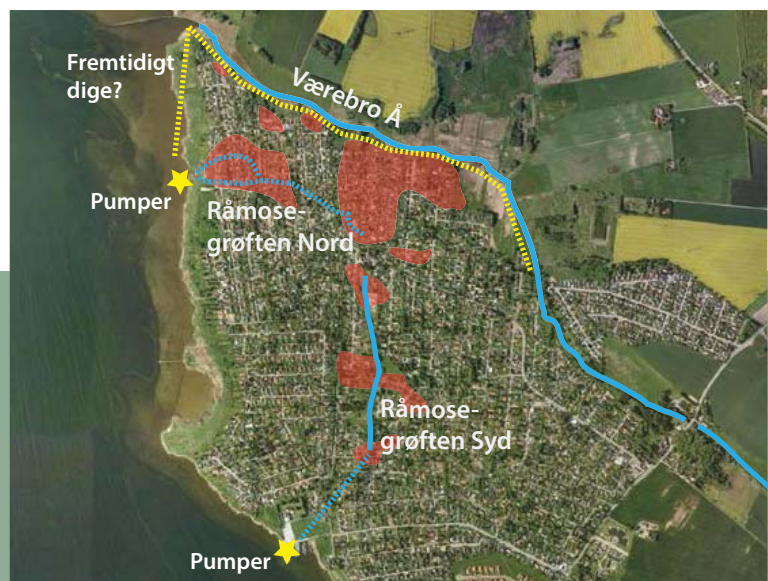 Fremtidigt
dige?
Værebro Å
Pumper
Råmose-
grøften Nord
Råmose-
grøften Syd
Pumper